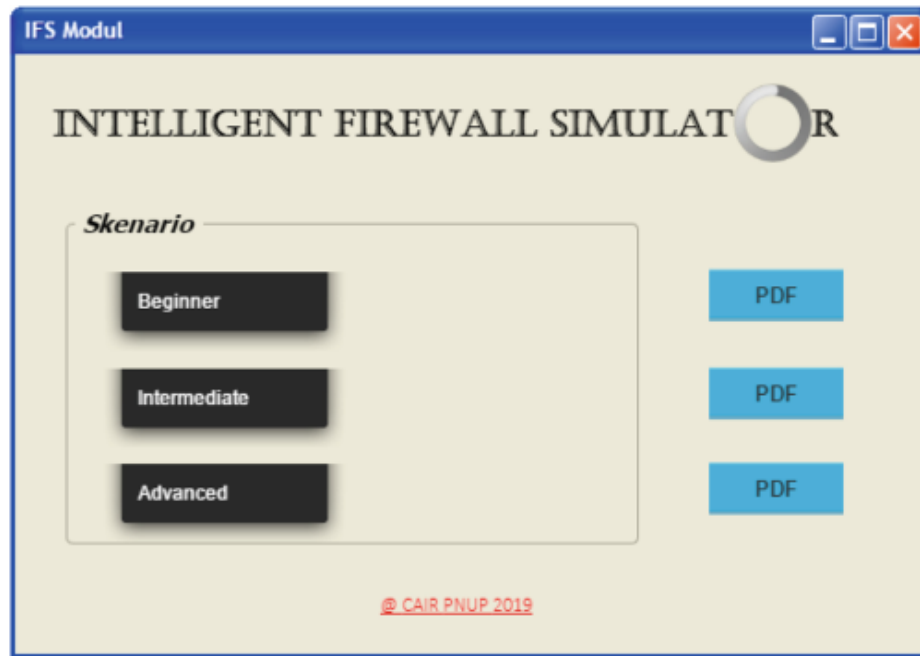 IFS Modul
INTELLIGENT FIREWALL SIMULATOR
Skenario
Beginner
PDF
Intermediate
PDF
Advanced
PDF
@ CAIR PNUP 2019